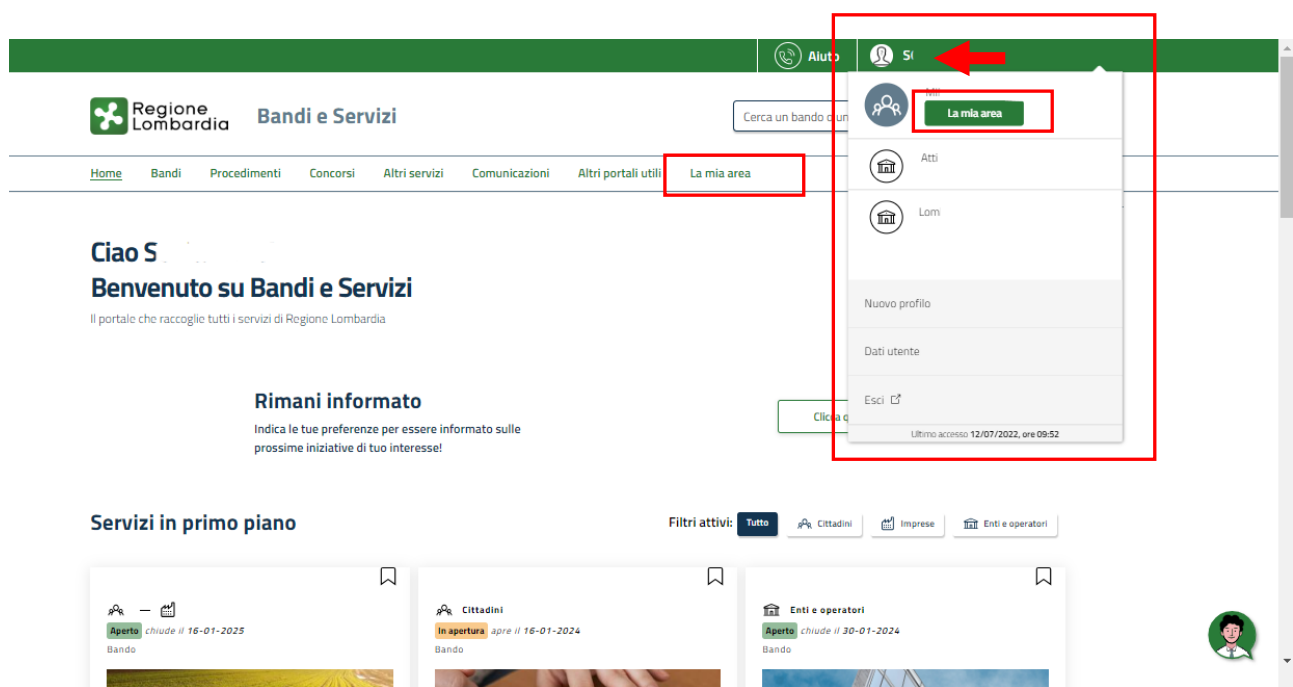 Aiuto
Regione
Lombardia
Bandi e Servizi
Cerca un bando o un
La mia area
Atti
Lom
Home Bandi Procedimenti Concorsi Altri servizi Comunicazioni Altri portali utili La mia area
Ciao S
Benvenuto su Bandi e Servizi
Il portale che raccoglie tutti i servizi di Regione Lombardia
Nuovo profilo
Dati utente
Esci
Ultimo accesso 12/07/2022, ore 09:52
Rimani informato
Indica le tue preferenze per essere informato sulle
prossime iniziative di tuo interesse!
Clicca q
Servizi in primo piano
Filtri attivi: Tutto Cittadini Imprese Enti e operatori
Aperto chiude il 16-01-2025
Bando
Cittadini
In apertura apre il 16-01-2024
Bando
Enti e operatori
Aperto chiude il 30-01-2024
Bando